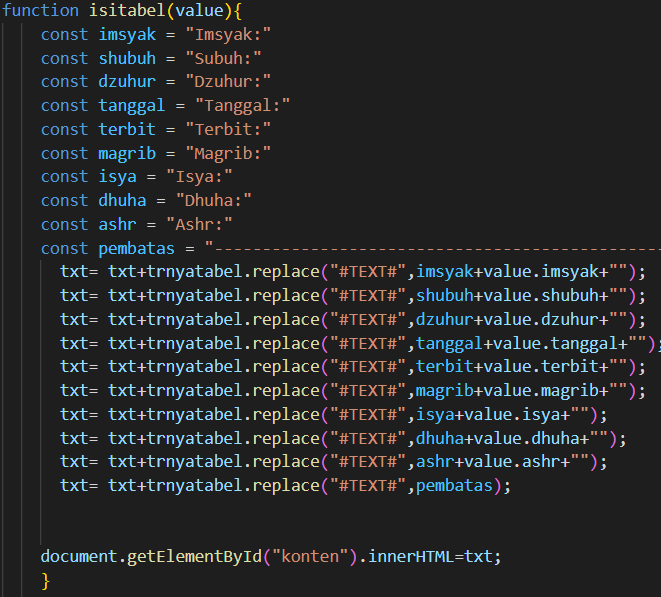 function isitabel(value){
const imsyak = "Imsyak:"
const shubuh = "Subuh:"
const dzuhur = "Dzuhur:"
const tanggal = "Tanggal:"
const terbit = "Terbit:"
const magrib = "Magrib:"
const isya = "Isya:"
const dhuha = "Dhuha:"
const ashr = "Ashr:"
const pembatas = "-----------------------------------------------
txt= txt+trnyatabel.replace("#TEXT#",imsyak+value.imsyak+"");
txt= txt+trnyatabel.replace("#TEXT#",shubuh+value.shubuh+"");
txt= txt+trnyatabel.replace("#TEXT#",dzuhur+value.dzuhur+"");
txt= txt+trnyatabel.replace("#TEXT#",tanggal+value.tanggal+"");
txt= txt+trnyatabel.replace("#TEXT#",terbit+value.terbit+"");
txt= txt+trnyatabel.replace("#TEXT#",magrib+value.magrib+"");
txt= txt+trnyatabel.replace("#TEXT#",isya+value.isya+"");
txt= txt+trnyatabel.replace("#TEXT#",dhuha+value.dhuha+"");
txt= txt+trnyatabel.replace("#TEXT#",ashr+value.ashr+"");
txt= txt+trnyatabel.replace("#TEXT#",pembatas);
document.getElementById("konten").innerHTML=txt;
}